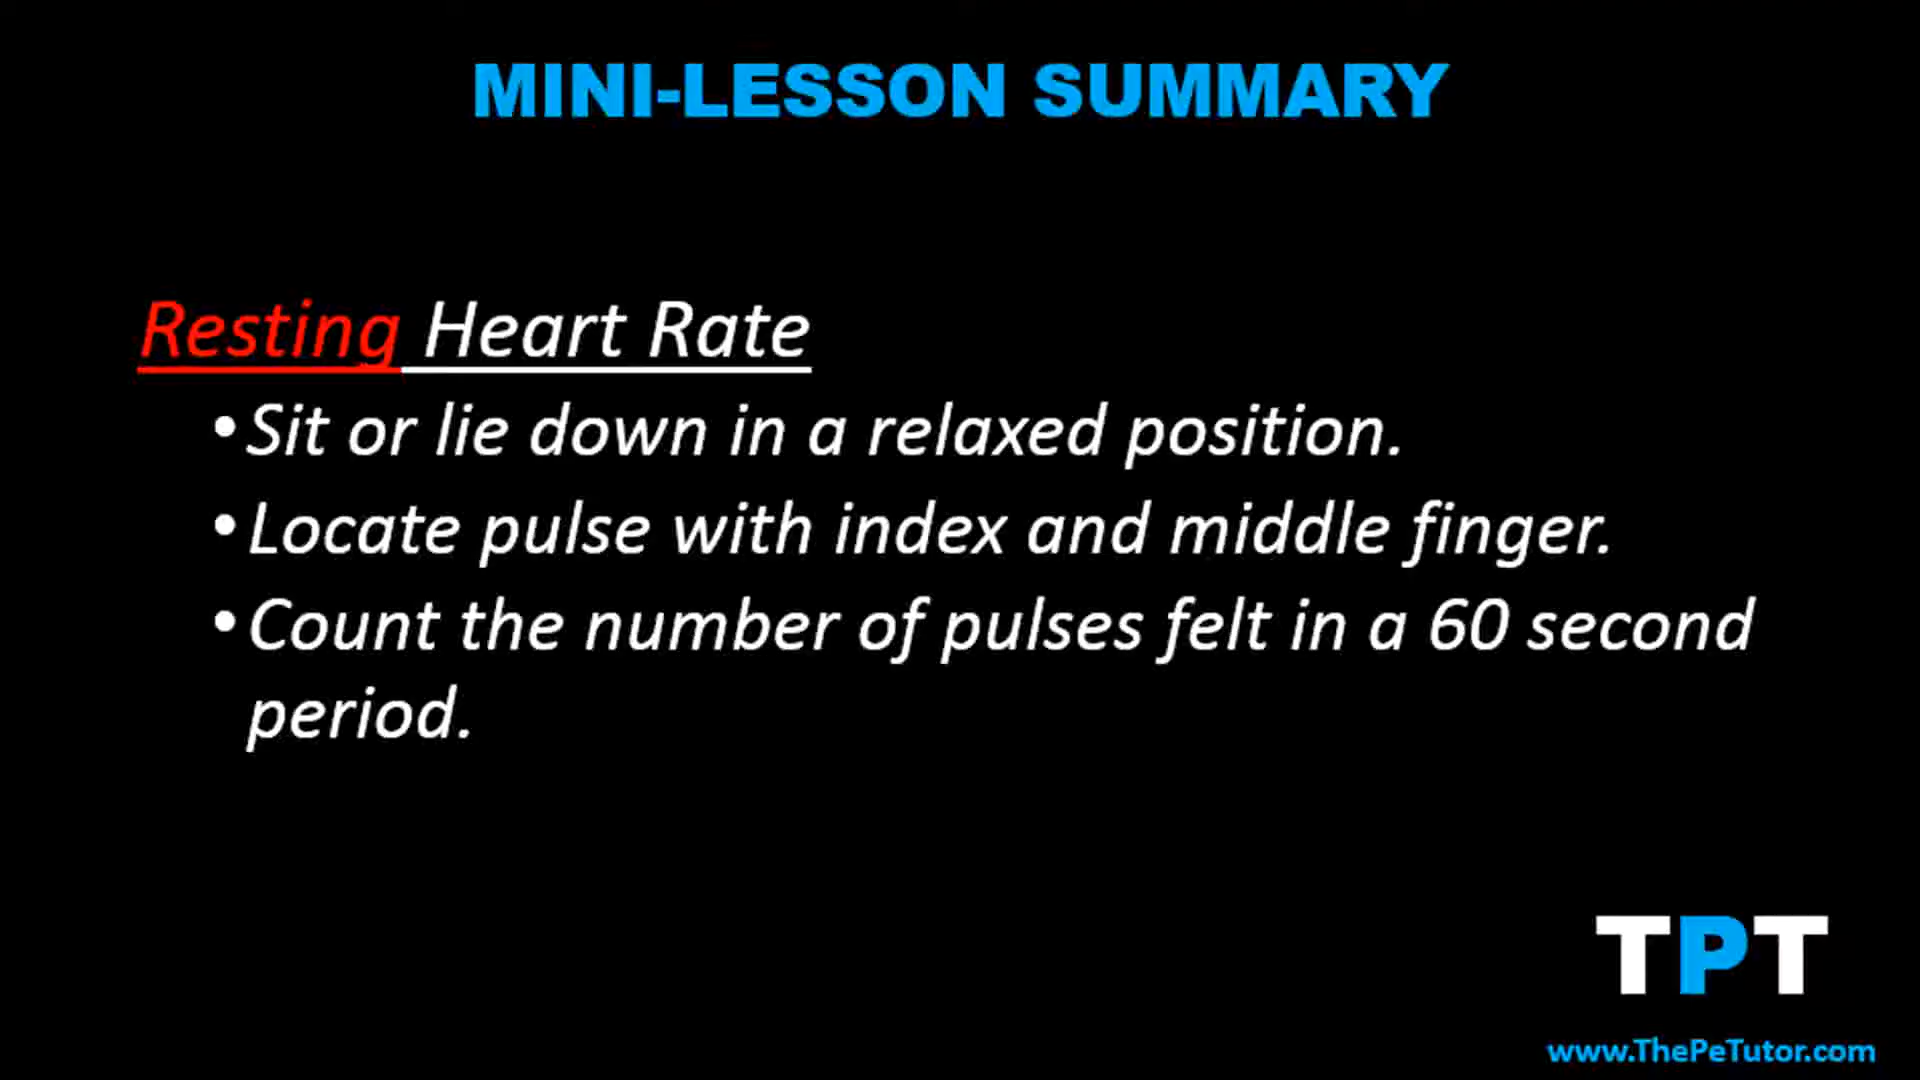 MINI-LESSON SUMMARY
Resting Heart Rate
•Sit or lie down in a relaxed position.
•Locate pulse with index and middle finger.
•Count the number of pulses felt in a 60 second
period.
TPT
www.ThePeTutor.com